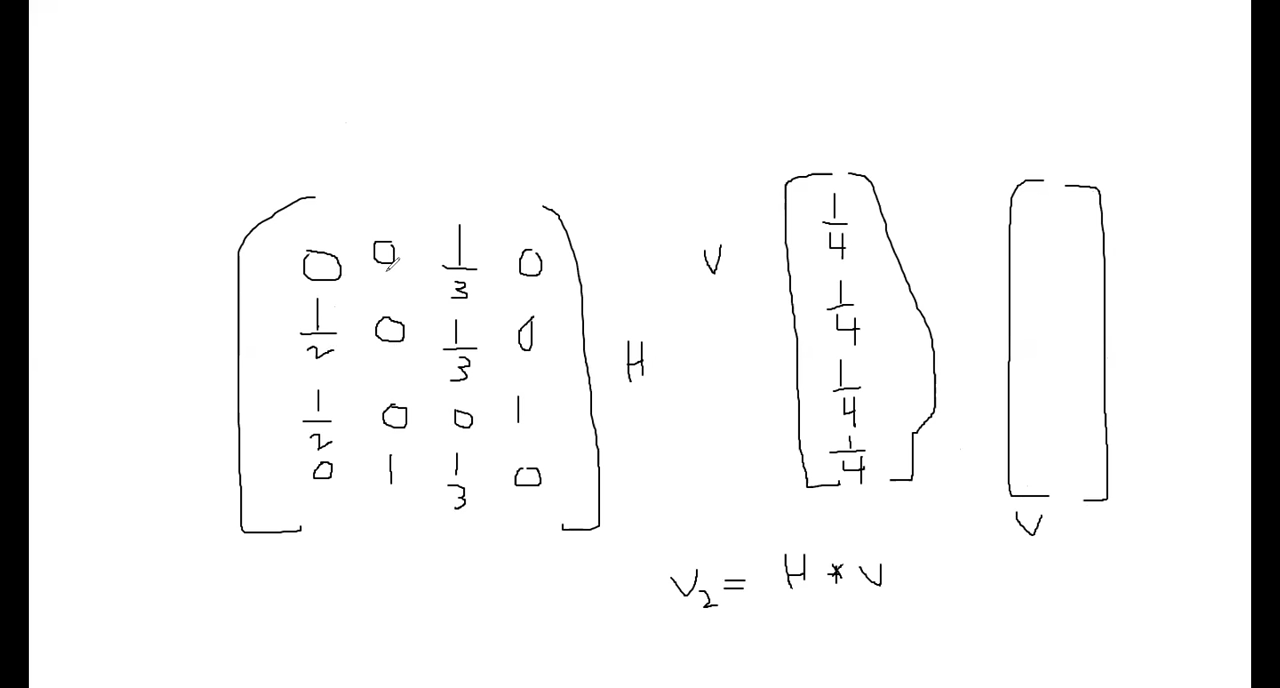 0 0 1/3 0
1/2 0 1/3 0
1/2 0 0 1
0 1 1/3 0
H
V
1/4
1/4
1/4
1/4
V
V₂ = H * V